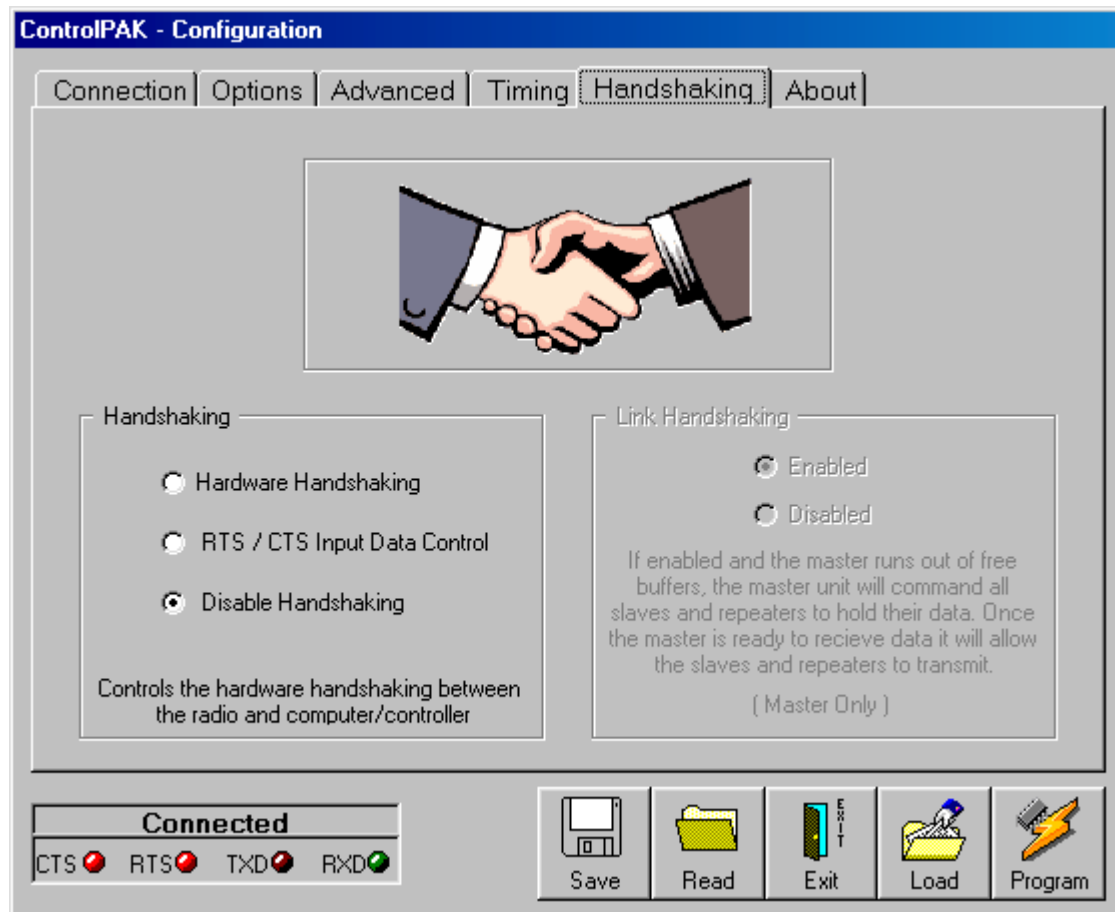 ControlPAK - Configuration
Connection Options Advanced Timing Handshaking About
Handshaking
Hardware Handshaking
RTS / CTS Input Data Control
Disable Handshaking
Controls the hardware handshaking between
the radio and computer/controller
Link Handshaking
Enabled
Disabled
If enabled and the master runs out of free
buffers, the master unit will command all
slaves and repeaters to hold their data. Once
the master is ready to recieve data it will allow
the slaves and repeaters to transmit.
( Master Only )
Connected
CTS RTS TXD RXD
EXIT
Save Read Exit Load Program